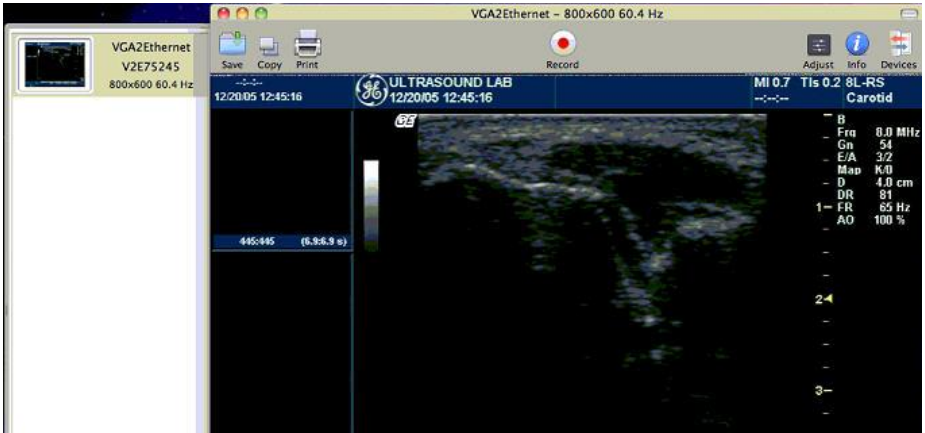 VGA2Ethernet – 800x600 60.4 Hz
VGA2Ethernet
V2E75245
800x600 60.4 Hz
Save Copy Print Record Adjust Info Devices
--:--:--
12/20/05 12:45:16
GE ULTRASOUND LAB
12/20/05 12:45:16
MI 0.7 TIs 0.2 8L-RS
--:--:-- Carotid
GE
B
Frq 8.0 MHz
Gn 54
E/A 3/2
Map K/0
D 4.0 cm
DR 81
1 FR 65 Hz
AO 100 %
445:445 (6.9:6.9 s)
2
3